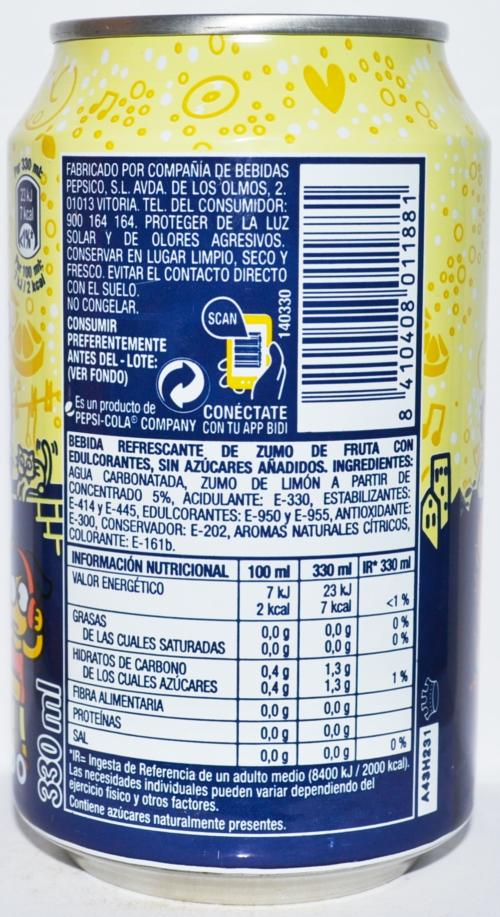 330 ml
23 kJ
7 kcal
<1%*
/ 2 kcal
FABRICADO POR COMPAÑÍA DE BEBIDAS
PEPSICO, S.L. AVDA. DE LOS OLMOS, 2.
01013 VITORIA. TEL. DEL CONSUMIDOR:
900 164 164. PROTEGER DE LA LUZ
SOLAR Y DE OLORES AGRESIVOS.
CONSERVAR EN LUGAR LIMPIO, SECO Y
FRESCO. EVITAR EL CONTACTO DIRECTO
CON EL SUELO.
NO CONGELAR.
CONSUMIR
PREFERENTEMENTE
ANTES DEL - LOTE:
(VER FONDO)
Es un producto de
PEPSI-COLA® COMPANY
SCAN
CONÉCTATE
CON TU APP BIDI
140330
8 410408 011881
BEBIDA REFRESCANTE DE ZUMO DE FRUTA CON
EDULCORANTES, SIN AZÚCARES AÑADIDOS. INGREDIENTES:
AGUA CARBONATADA, ZUMO DE LIMÓN A PARTIR DE
CONCENTRADO 5%, ACIDULANTE: E-330, ESTABILIZANTES:
E-414 y E-445, EDULCORANTES: E-950 y E-955, ANTIOXIDANTE:
E-300, CONSERVADOR: E-202, AROMAS NATURALES CÍTRICOS,
COLORANTE: E-161b.
INFORMACIÓN NUTRICIONAL 100 ml 330 ml IR* 330 ml
VALOR ENERGÉTICO 7 kJ 23 kJ
2 kcal 7 kcal <1%
GRASAS 0,0 g 0,0 g 0%
DE LAS CUALES SATURADAS 0,0 g 0,0 g 0%
HIDRATOS DE CARBONO 0,4 g 1,3 g
DE LOS CUALES AZÚCARES 0,4 g 1,3 g 1%
FIBRA ALIMENTARIA 0,0 g 0,0 g
PROTEÍNAS 0,0 g 0,0 g
SAL 0,0 g 0,0 g 0%
*IR= Ingesta de Referencia de un adulto medio (8400 kJ / 2000 kcal).
Las necesidades individuales pueden variar dependiendo del
ejercicio físico y otros factores.
Contiene azúcares naturalmente presentes.
330 ml
A43H231